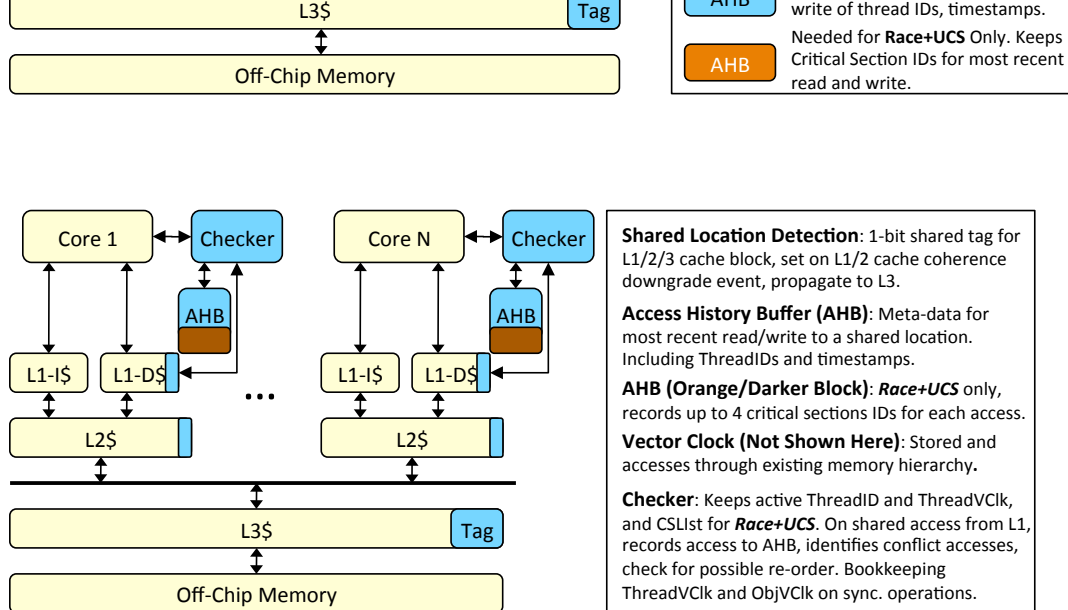 L3$
Tag
AHB
write of thread IDs, timestamps.
Off-Chip Memory
AHB
Needed for Race+UCS Only. Keeps
Critical Section IDs for most recent
read and write.
Core 1
Checker
Core N
Checker
AHB
AHB
L1-I$
L1-D$
...
L1-I$
L1-D$
L2$
L2$
L3$
Tag
Off-Chip Memory
Shared Location Detection: 1-bit shared tag for
L1/2/3 cache block, set on L1/2 cache coherence
downgrade event, propagate to L3.
Access History Buffer (AHB): Meta-data for
most recent read/write to a shared location.
Including ThreadIDs and timestamps.
AHB (Orange/Darker Block): Race+UCS only,
records up to 4 critical sections IDs for each access.
Vector Clock (Not Shown Here): Stored and
accesses through existing memory hierarchy.
Checker: Keeps active ThreadID and ThreadVClk,
and CSLIst for Race+UCS. On shared access from L1,
records access to AHB, identifies conflict accesses,
check for possible re-order. Bookkeeping
ThreadVClk and ObjVClk on sync. operations.